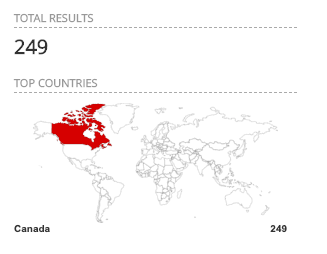 TOTAL RESULTS
249
TOP COUNTRIES
Canada 249